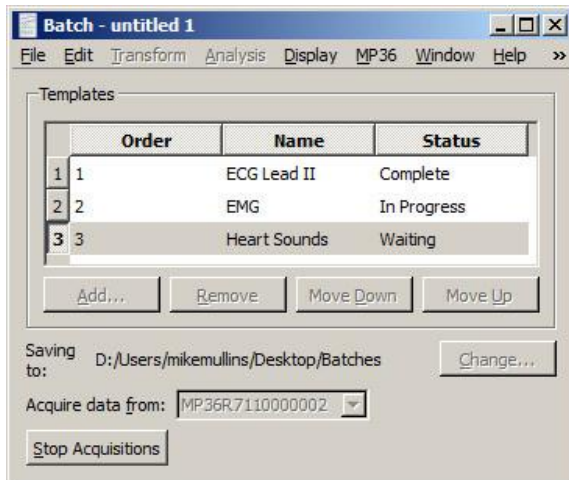 Batch - untitled 1
File Edit Transform Analysis Display MP36 Window Help »
Templates
Order Name Status
1 1 ECG Lead II Complete
2 2 EMG In Progress
3 3 Heart Sounds Waiting
Add... Remove Move Down Move Up
Saving to: D:/Users/mikemullins/Desktop/Batches Change...
Acquire data from: MP36R7110000002
Stop Acquisitions